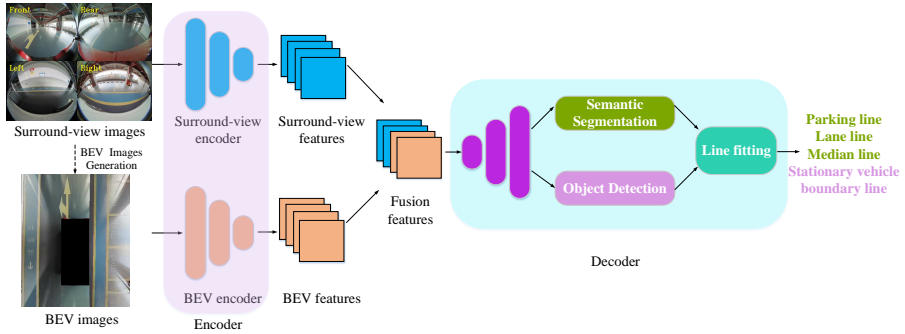 Front
Rear
Left
Right
Surround-view images
BEV Images
Generation
BEV images
Surround-view
encoder
BEV encoder
Encoder
Surround-view
features
BEV features
Fusion
features
Semantic
Segmentation
Object Detection
Line fitting
Decoder
Parking line
Lane line
Median line
Stationary vehicle
boundary line